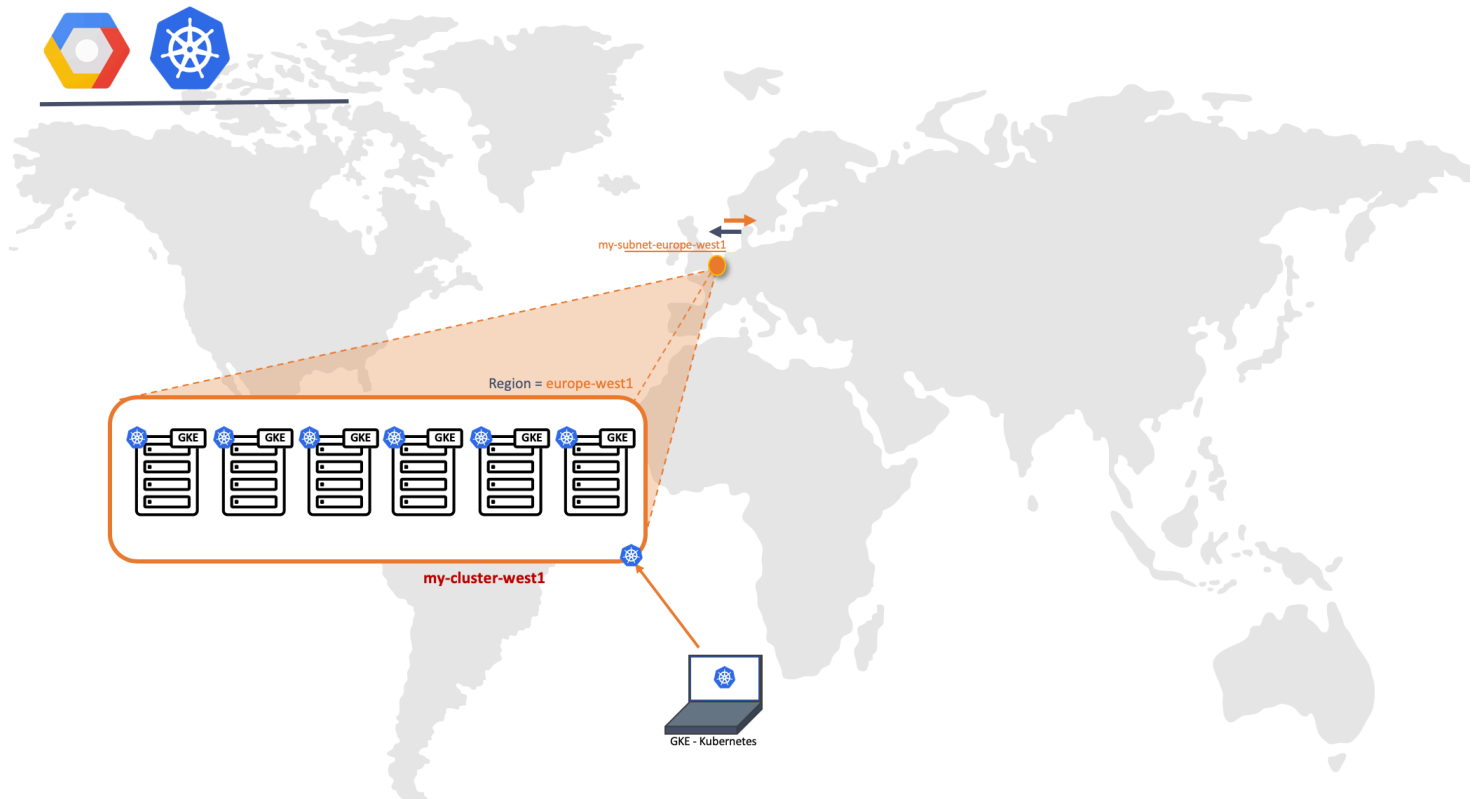 my-subnet-europe-west1
Region = europe-west1
GKE GKE GKE GKE GKE GKE
my-cluster-west1
GKE - Kubernetes